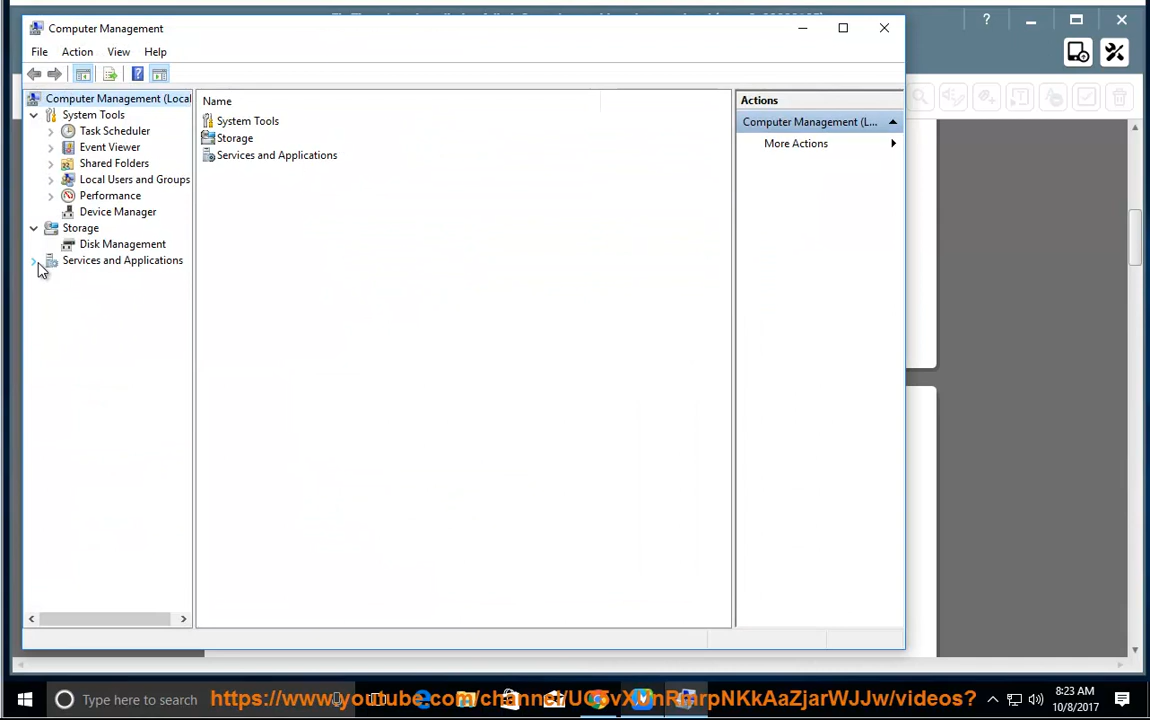 Computer Management
File Action View Help
Computer Management (Local
System Tools
Task Scheduler
Event Viewer
Shared Folders
Local Users and Groups
Performance
Device Manager
Storage
Disk Management
Services and Applications
Name
System Tools
Storage
Services and Applications
Actions
Computer Management (L...
More Actions
Type here to search
8:23 AM
10/8/2017